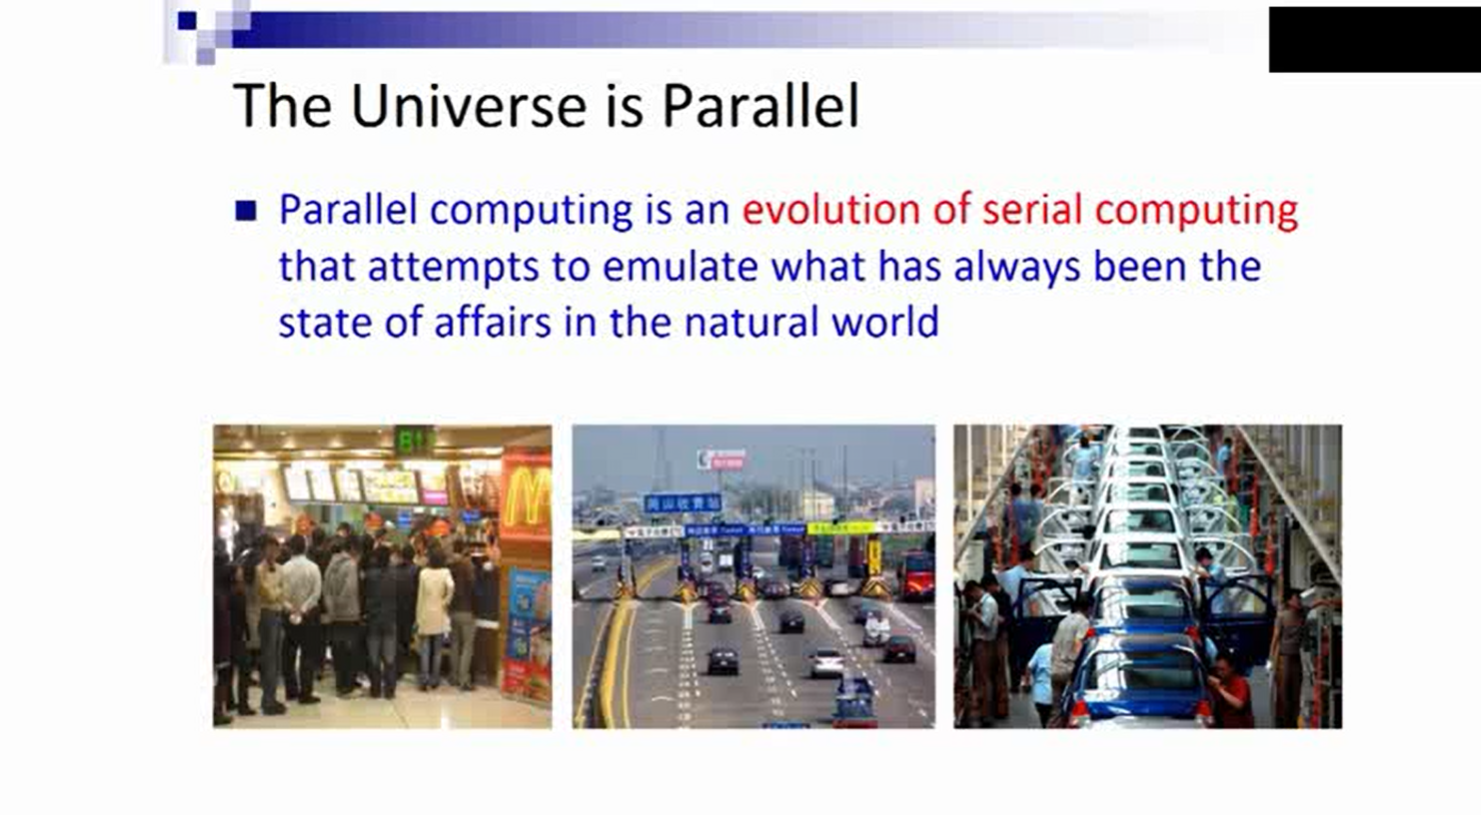 The Universe is Parallel
Parallel computing is an evolution of serial computing
that attempts to emulate what has always been the
state of affairs in the natural world